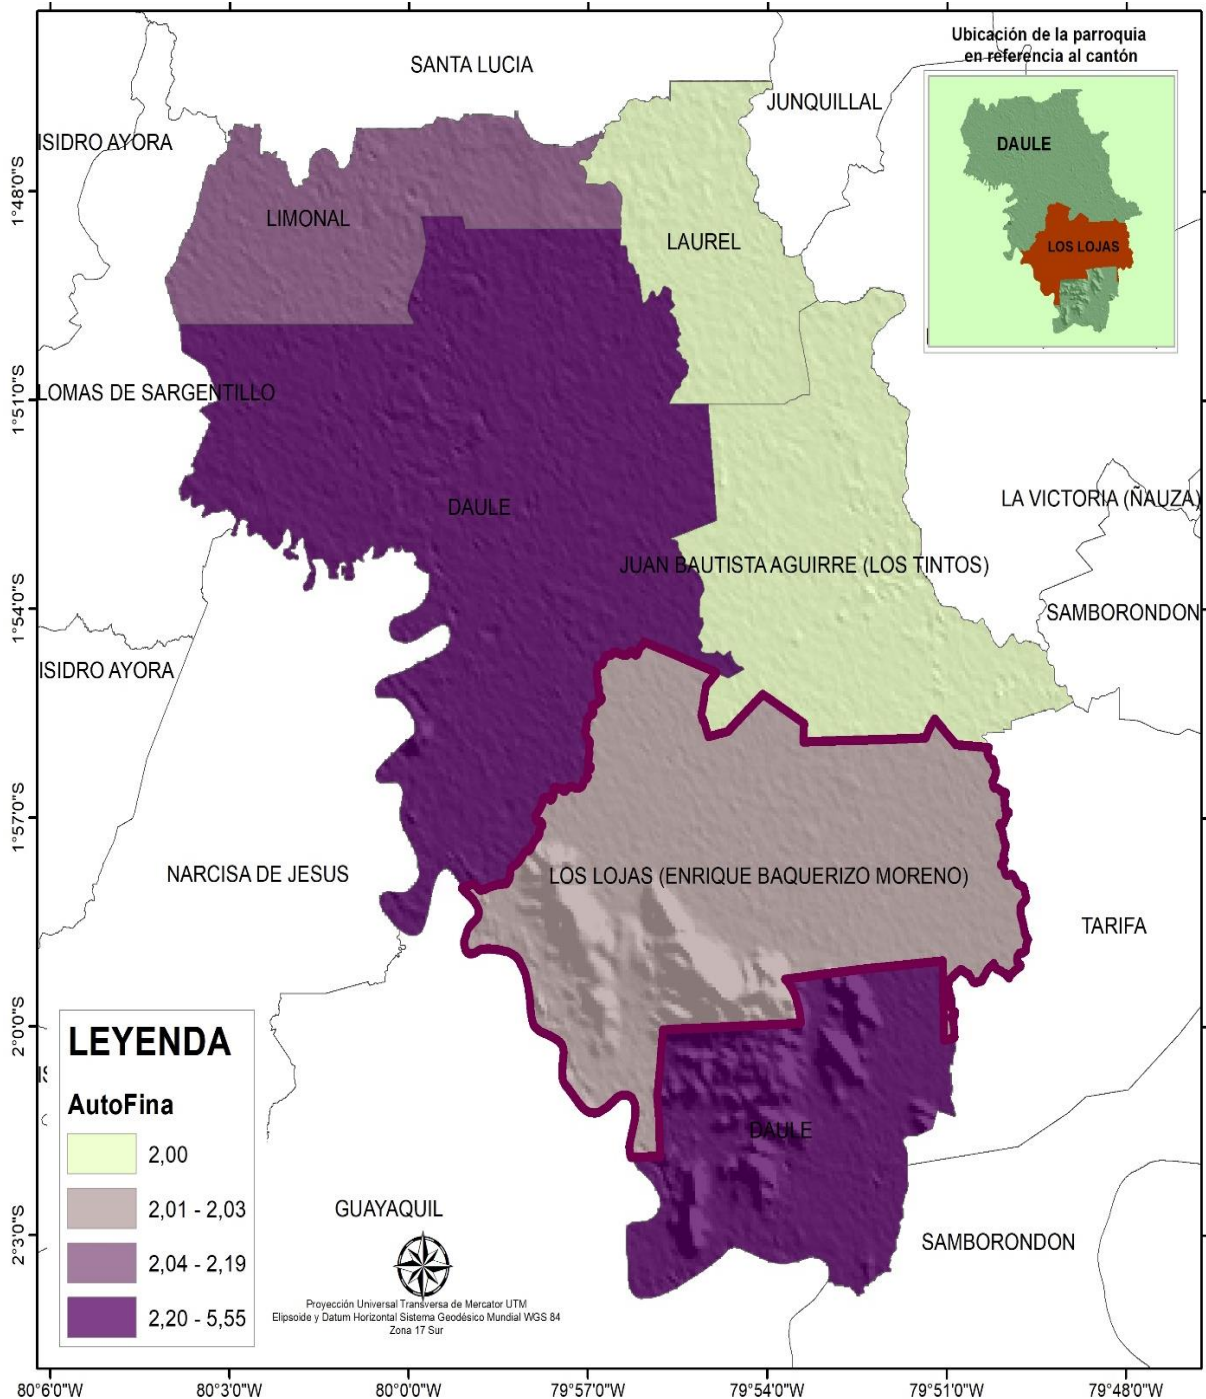 Ubicación de la parroquia
en referencia al cantón
SANTA LUCIA
JUNQUILLAL
ISIDRO AYORA
DAULE
LIMONAL
LAUREL
LOS LOJAS
LOMAS DE SARGENTILLO
LA VICTORIA (ÑAUZA)
DAULE
JUAN BAUTISTA AGUIRRE (LOS TINTOS)
SAMBORONDON
ISIDRO AYORA
NARCISA DE JESUS
LOS LOJAS (ENRIQUE BAQUERIZO MORENO)
TARIFA
DAULE
GUAYAQUIL
SAMBORONDON
LEYENDA
AutoFina
2,00
2,01 - 2,03
2,04 - 2,19
2,20 - 5,55
Proyección Universal Transversa de Mercator UTM
Elipsoide y Datum Horizontal Sistema Geodésico Mundial WGS 84
Zona 17 Sur
1°48'0"S
1°51'0"S
1°54'0"S
1°57'0"S
2°0'0"S
2°3'0"S
80°6'0"W
80°3'0"W
80°0'0"W
79°57'0"W
79°54'0"W
79°51'0"W
79°48'0"W